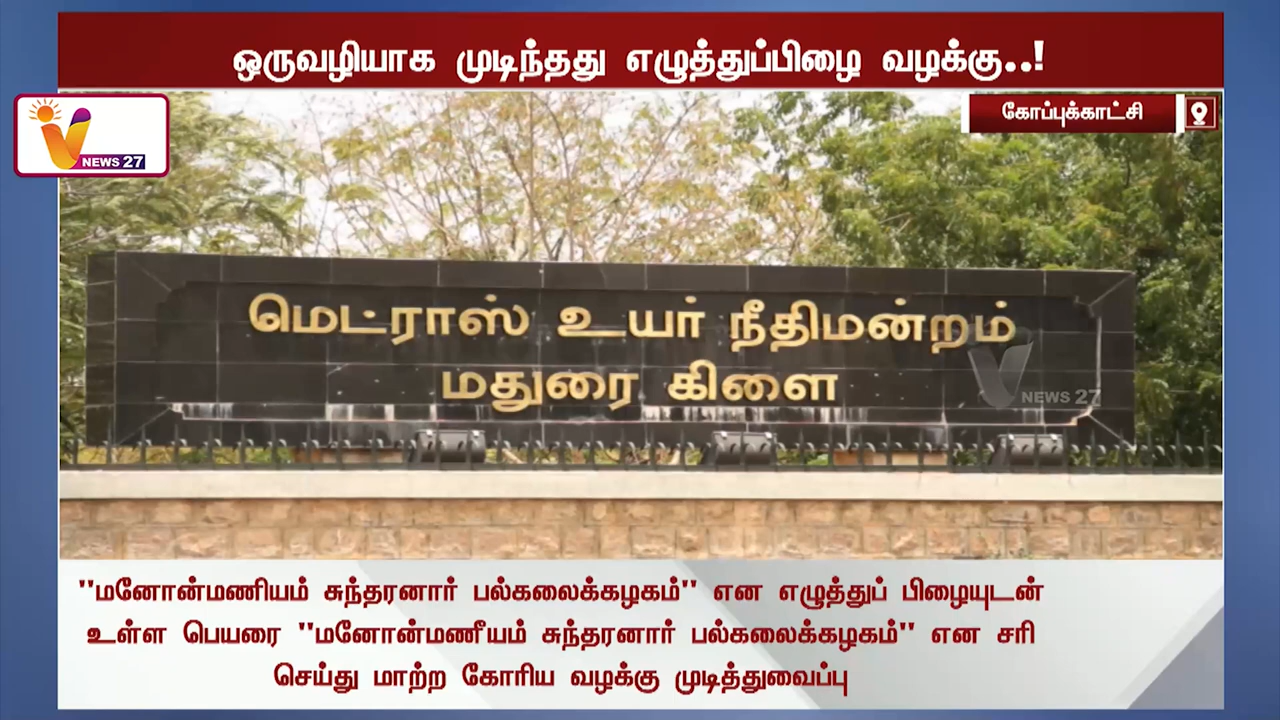 ஒருவழியாக முடிந்தது எழுத்துப்பிழை வழக்கு..!
கோப்புக்காட்சி
V NEWS 27
மெட்ராஸ் உயர் நீதிமன்றம்
மதுரை கிளை
V NEWS 27
"மனோன்மணியம் சுந்தரனார் பல்கலைக்கழகம்" என எழுத்துப் பிழையுடன்
உள்ள பெயரை "மனோன்மணீயம் சுந்தரனார் பல்கலைக்கழகம்" என சரி
செய்து மாற்ற கோரிய வழக்கு முடித்துவைப்பு